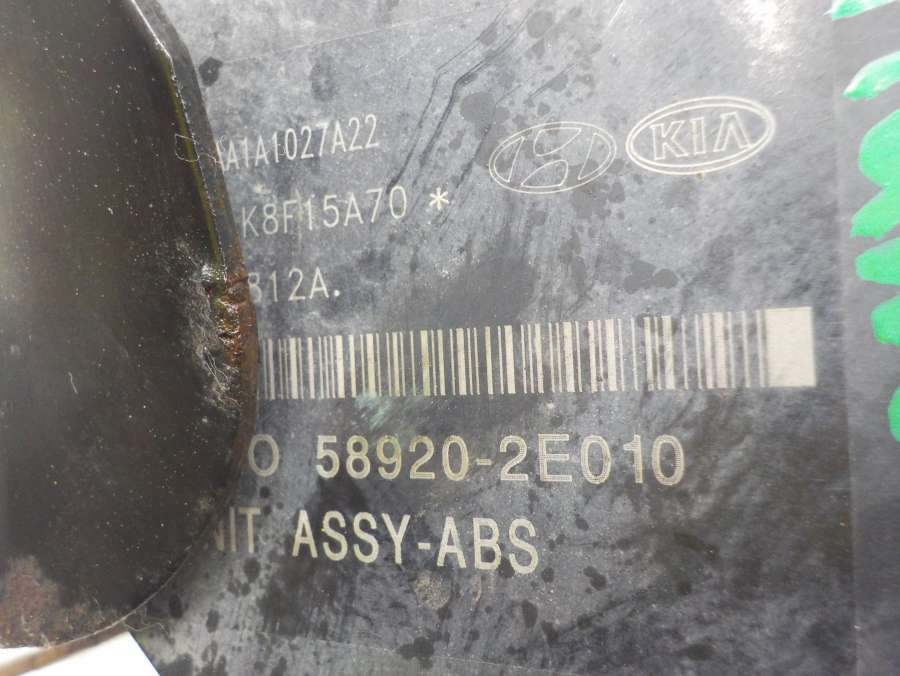 A1A1027A22
KIA
K8F15A70 *
812A.
O 58920-2E010
NIT ASSY-ABS